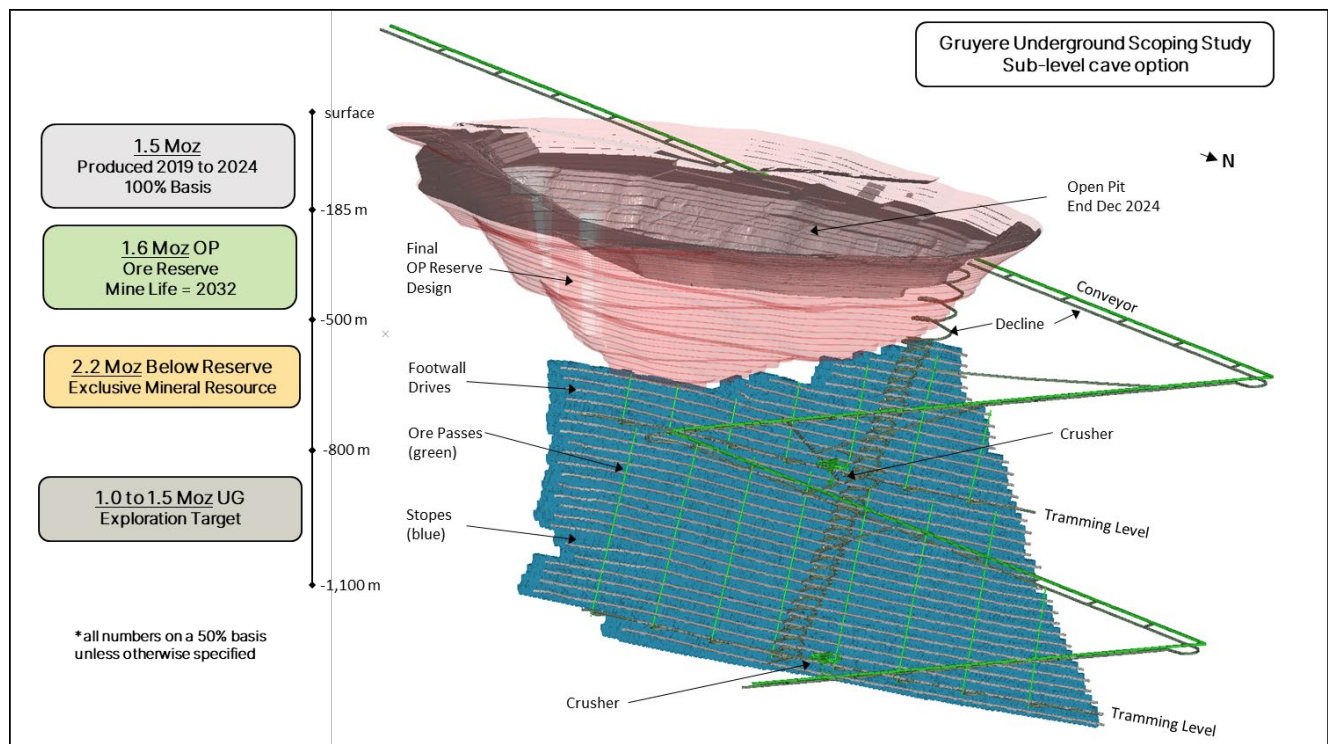 Gruyere Underground Scoping Study
Sub-level cave option
surface
1.5 Moz
Produced 2019 to 2024
100% Basis
-185 m
1.6 Moz OP
Ore Reserve
Mine Life = 2032
-500 m
2.2 Moz Below Reserve
Exclusive Mineral Resource
-800 m
1.0 to 1.5 Moz UG
Exploration Target
-1,100 m
*all numbers on a 50% basis
unless otherwise specified
N
Open Pit
End Dec 2024
Final
OP Reserve
Design
Conveyor
Decline
Footwall
Drives
Ore Passes
(green)
Crusher
Stopes
(blue)
Tramming Level
Crusher
Tramming Level